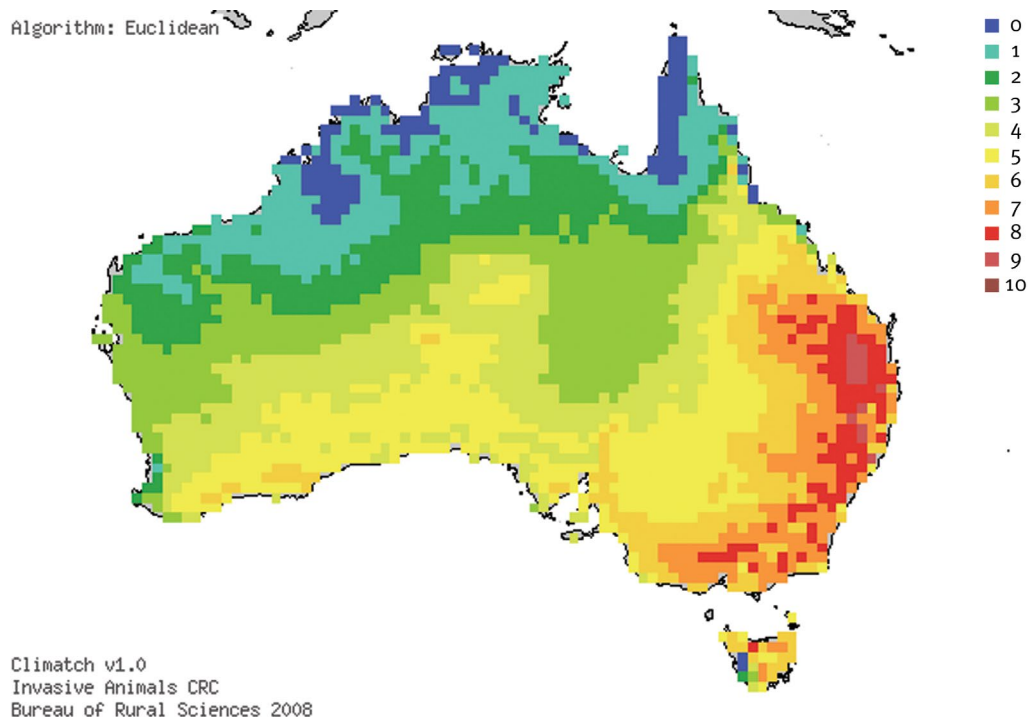 Algorithm: Euclidean
0
1
2
3
4
5
6
7
8
9
10
Climatch v1.0
Invasive Animals CRC
Bureau of Rural Sciences 2008